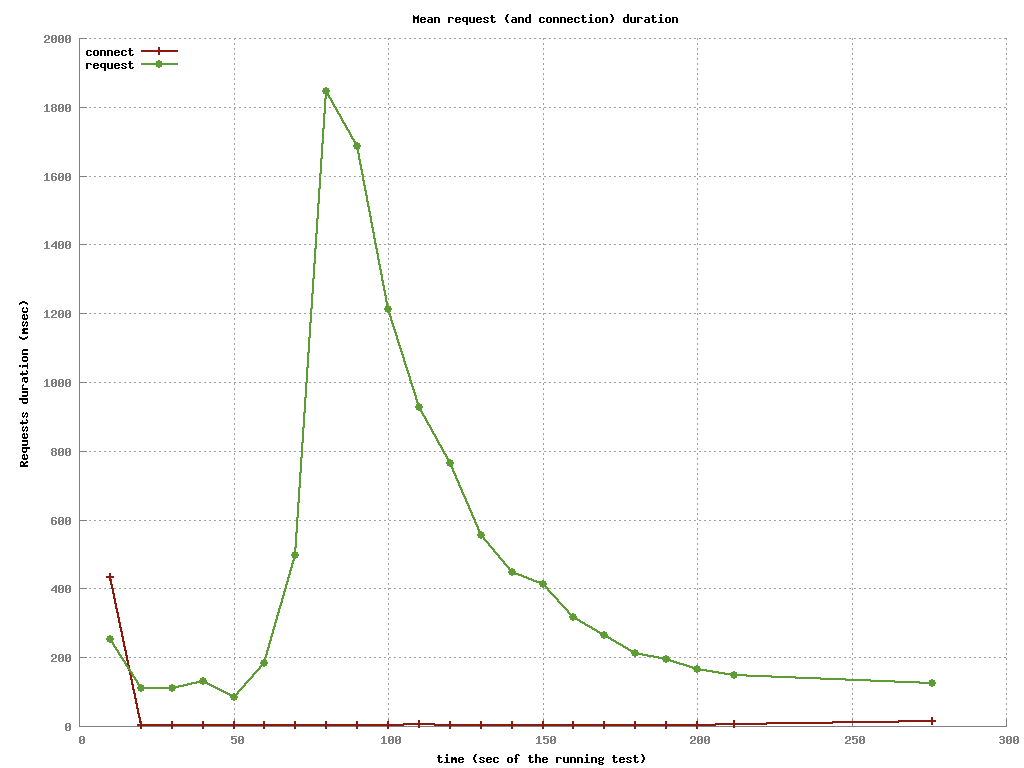 Mean request (and connection) duration
connect
request
2000
1800
1600
1400
1200
1000
800
600
400
200
0
0 50 100 150 200 250 300
Requests duration (msec)
time (sec of the running test)